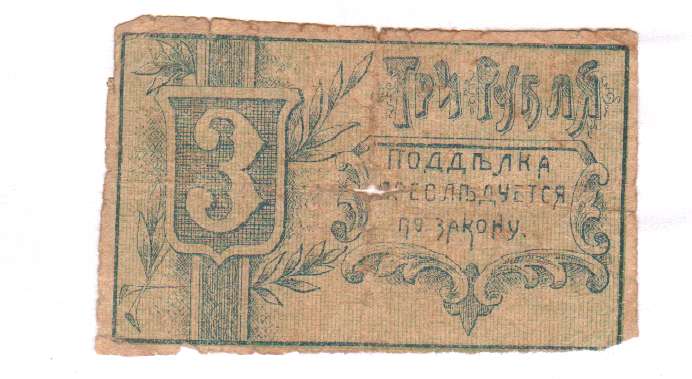 3
ТРИ РУБЛЯ
ПОДДѢЛКА
ПРЕСЛѢДУЕТСЯ
ПО ЗАКОНУ.